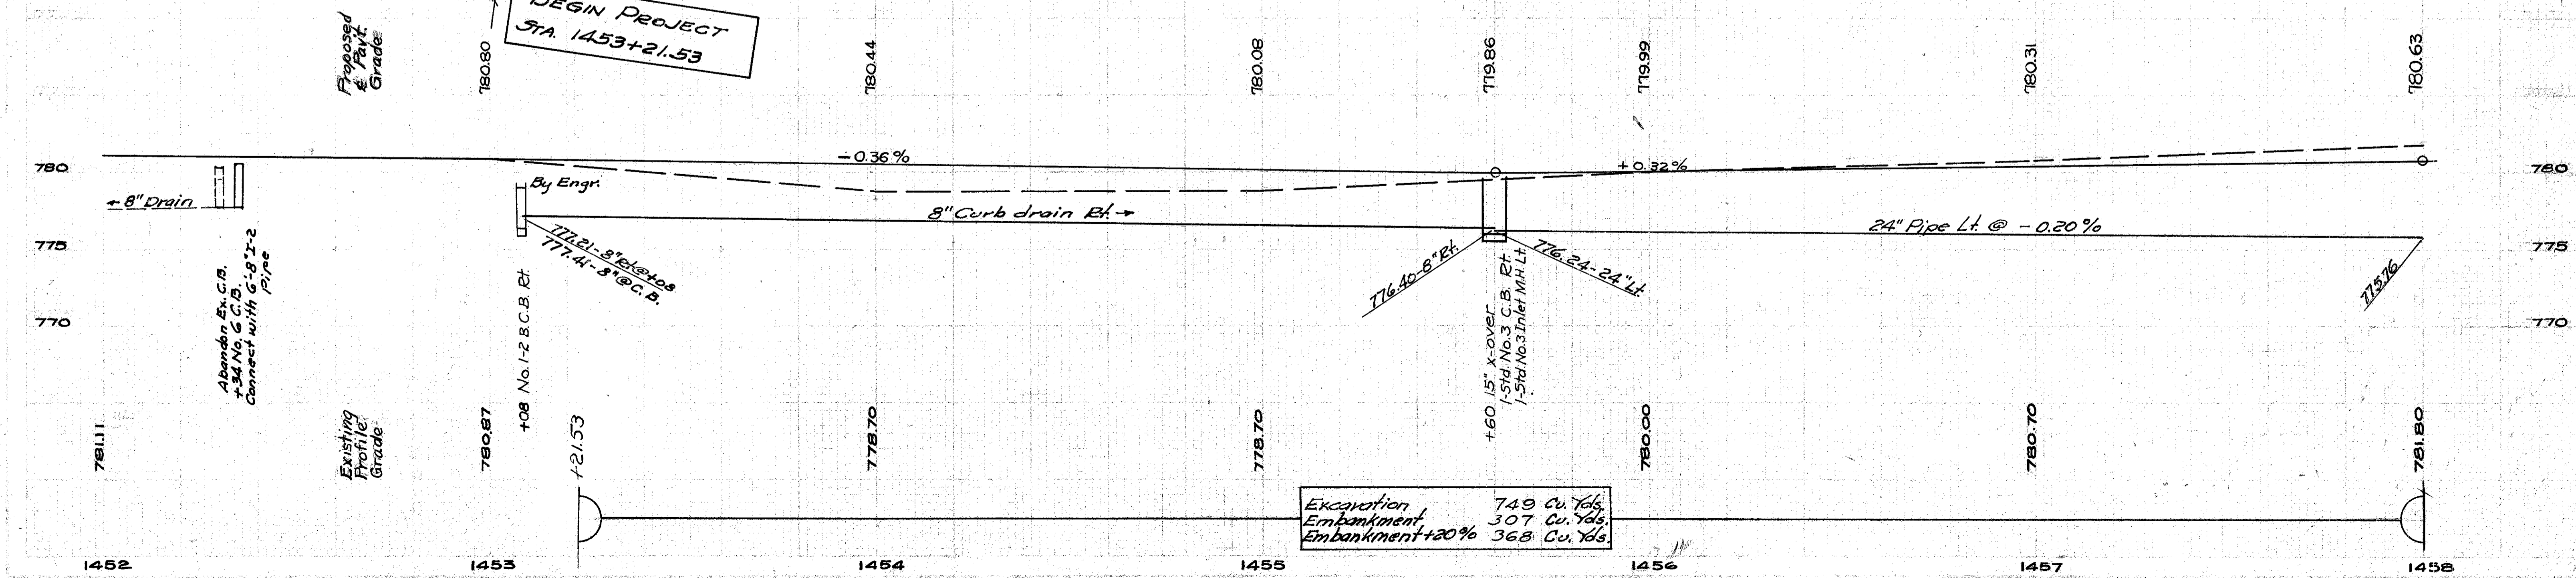 BEGIN PROJECT
STA. 1453+21.53
Proposed
℄ Pav't.
Grade
780.80
780.44
780.08
779.86
779.99
780.31
780.63
780
775
770
780
775
770
-0.36%
+0.32%
← 8" Drain
By Engr.
8" Curb drain Rt. →
24" Pipe Lt. @ - 0.20%
777.21-8"Rt@+08
777.41-8"@C.B.
776.40-8"Rt.
776.24-24"Lt.
775.76
Abandon Ex. C.B.
+34 No. 6 C.B.
Connect with 6'-8"I-2
Pipe
+08 No. 1-2 B.C.B. Rt.
+60 15" x-over
1-Std. No.3 C.B. Rt.
1-Std. No.3 Inlet M.H. Lt.
Existing
Profile
Grade
781.11
780.87
+21.53
778.70
778.70
780.00
780.70
781.80
Excavation 749 Cu. Yds.
Embankment 307 Cu. Yds.
Embankment+20% 368 Cu. Yds.
1452
1453
1454
1455
1456
1457
1458